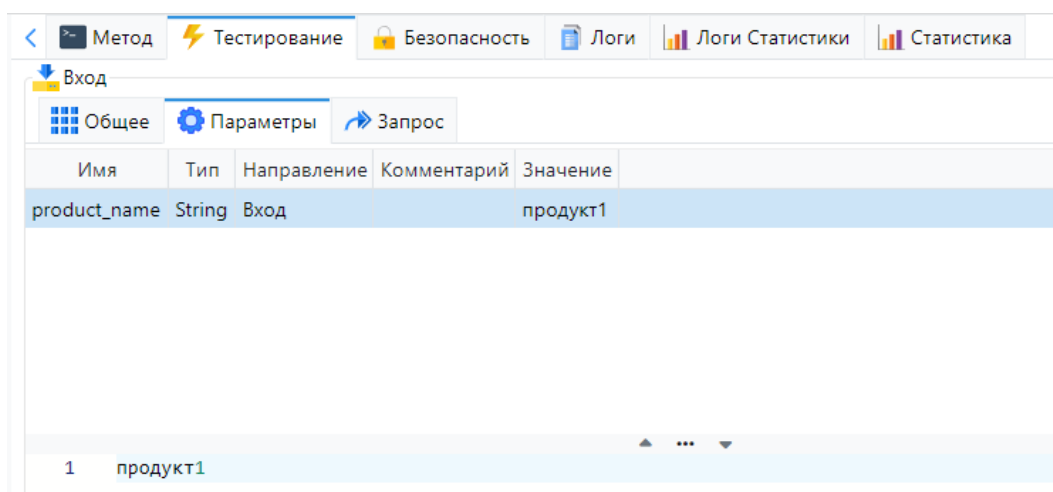 Метод Тестирование Безопасность Логи Логи Статистики Статистика
Вход
Общее Параметры Запрос
Имя Тип Направление Комментарий Значение
product_name String Вход продукт1
1 продукт1